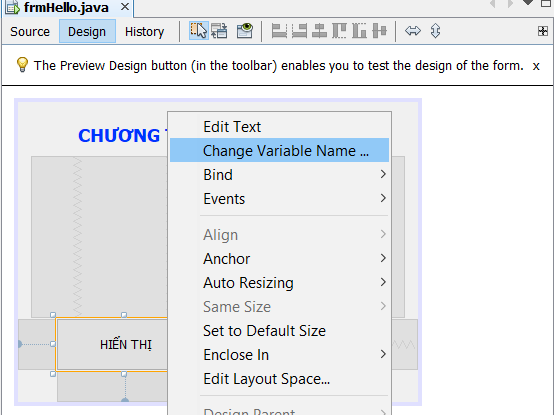 frmHello.java ×
Source Design History
The Preview Design button (in the toolbar) enables you to test the design of the form. x
CHƯƠNG
Edit Text
Change Variable Name ...
Bind
Events
Align
Anchor
Auto Resizing
Same Size
Set to Default Size
HIỂN THỊ
Enclose In
Edit Layout Space...
Design Parent